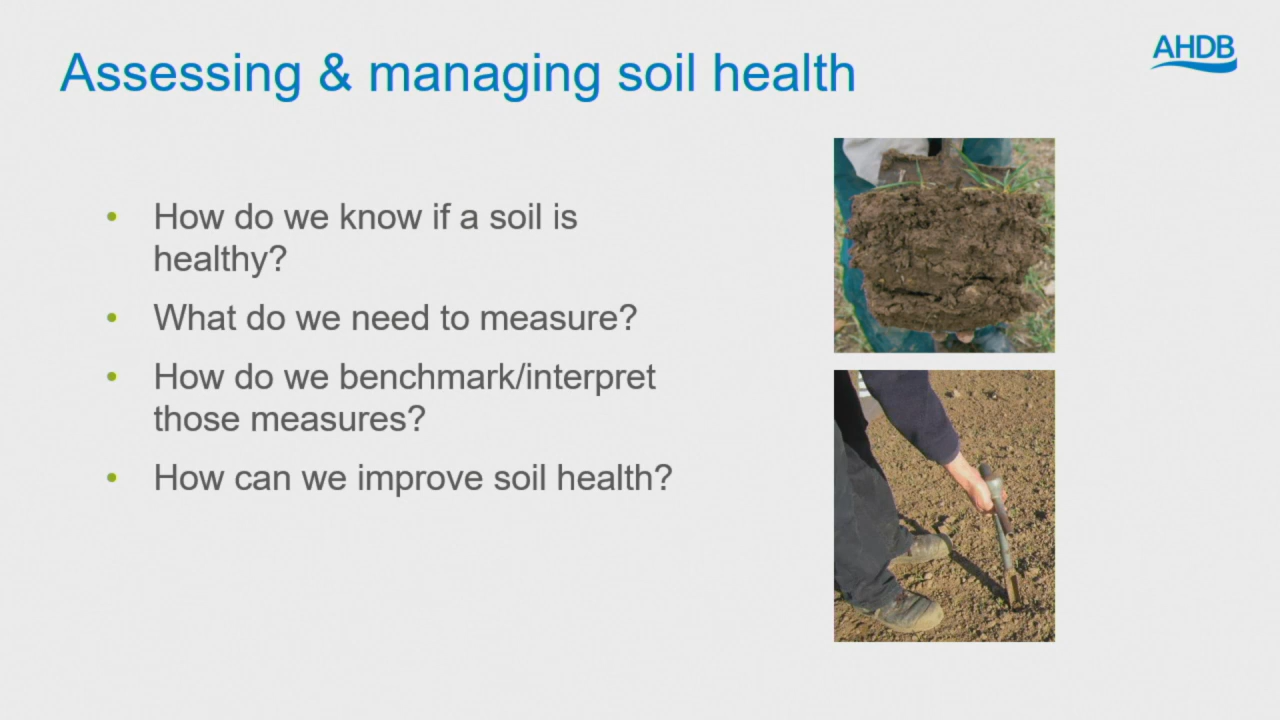 Assessing & managing soil health
AHDB
• How do we know if a soil is
healthy?
• What do we need to measure?
• How do we benchmark/interpret
those measures?
• How can we improve soil health?